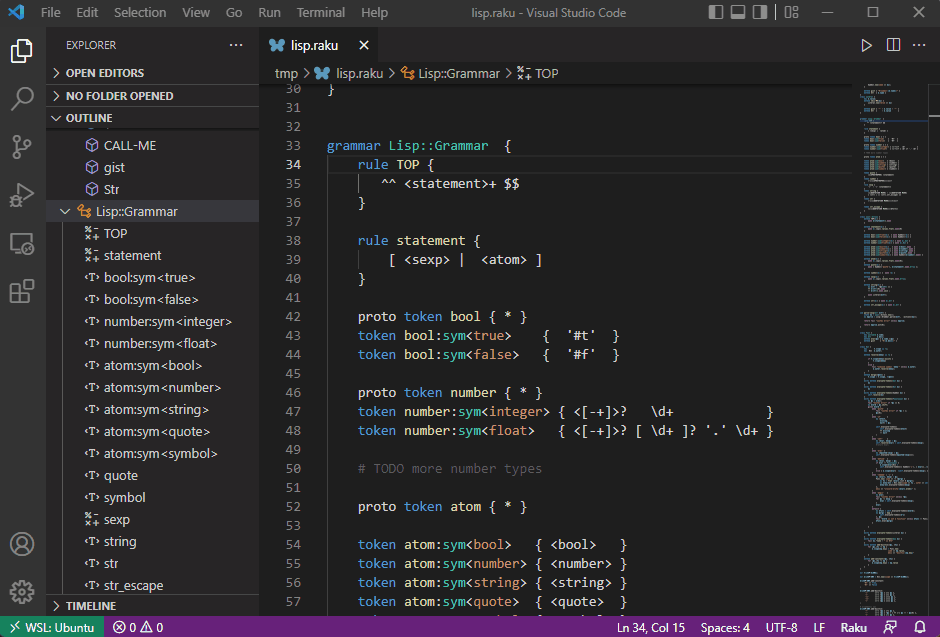 File Edit Selection View Go Run Terminal Help lisp.raku - Visual Studio Code
EXPLORER ···
OPEN EDITORS
NO FOLDER OPENED
OUTLINE
CALL-ME
gist
Str
Lisp::Grammar
TOP
statement
bool:sym<true>
bool:sym<false>
number:sym<integer>
number:sym<float>
atom:sym<bool>
atom:sym<number>
atom:sym<string>
atom:sym<quote>
atom:sym<symbol>
quote
symbol
sexp
string
str
str_escape
TIMELINE
lisp.raku
tmp > lisp.raku > Lisp::Grammar > TOP
30 }
31
32
33 grammar Lisp::Grammar {
34 rule TOP {
35 ^^ <statement>+ $$
36 }
37
38 rule statement {
39 [ <sexp> | <atom> ]
40 }
41
42 proto token bool { * }
43 token bool:sym<true> { '#t' }
44 token bool:sym<false> { '#f' }
45
46 proto token number { * }
47 token number:sym<integer> { <[-+]>? \d+ }
48 token number:sym<float> { <[-+]>? [ \d+ ]? '.' \d+ }
49
50 # TODO more number types
51
52 proto token atom { * }
53
54 token atom:sym<bool> { <bool> }
55 token atom:sym<number> { <number> }
56 token atom:sym<string> { <string> }
57 token atom:sym<quote> { <quote> }
WSL: Ubuntu 0 0 Ln 34, Col 15 Spaces: 4 UTF-8 LF Raku